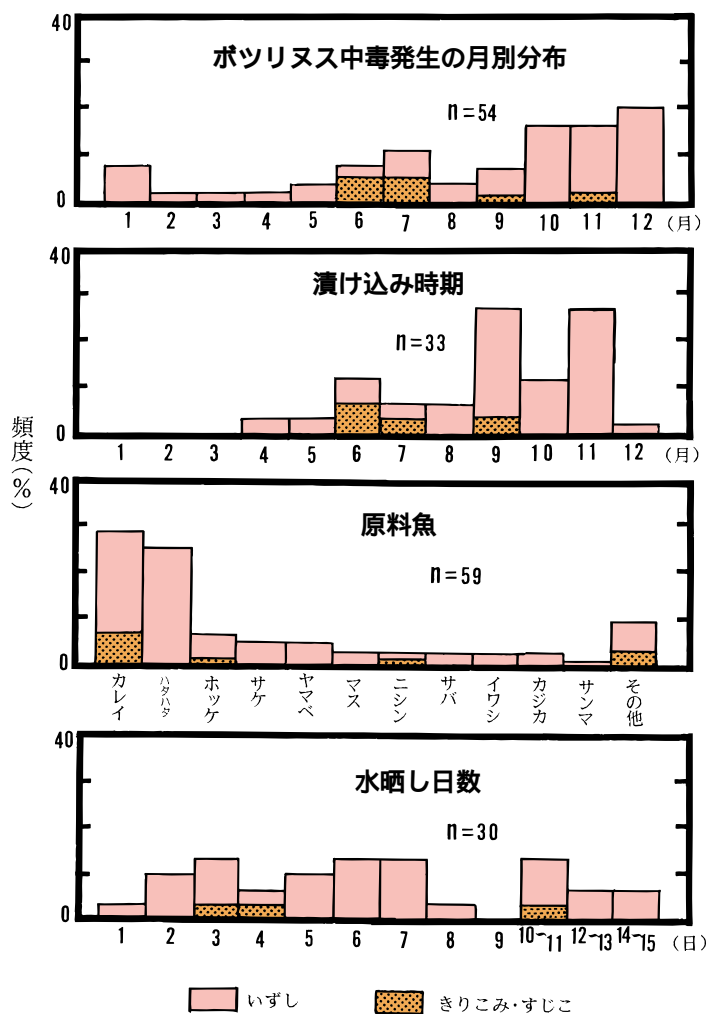 頻度(%)
40
ボツリヌス中毒発生の月別分布
n=54
0
1 2 3 4 5 6 7 8 9 10 11 12 (月)
40
漬け込み時期
n=33
0
1 2 3 4 5 6 7 8 9 10 11 12 (月)
40
原料魚
n=59
0
カレイ ハタハタ ホッケ サケ ヤマベ マス ニシン サバ イワシ カジカ サンマ その他
40
水晒し日数
n=30
0
1 2 3 4 5 6 7 8 9 10~11 12~13 14~15 (日)
いずし きりこみ・すじこ